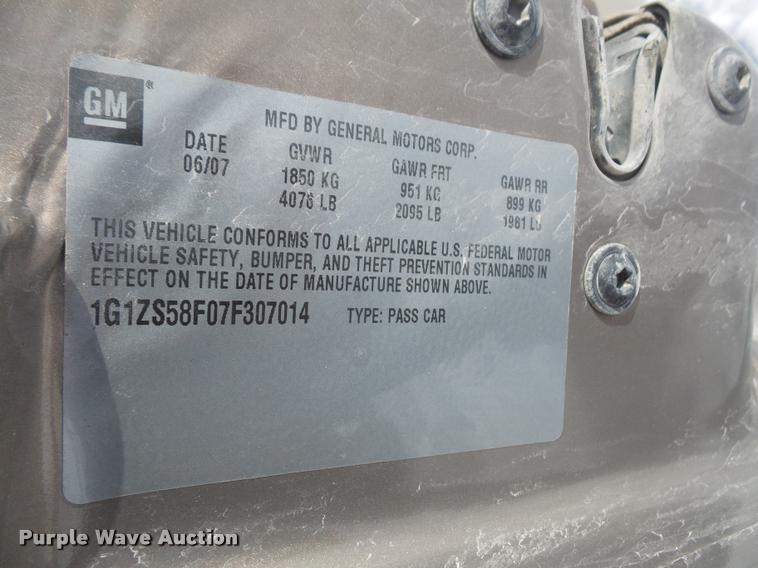 GM ®
MFD BY GENERAL MOTORS CORP.
DATE GVWR GAWR FRT GAWR RR
06/07 1850 KG 951 KG 899 KG
4076 LB 2095 LB 1981 LB
THIS VEHICLE CONFORMS TO ALL APPLICABLE U.S. FEDERAL MOTOR
VEHICLE SAFETY, BUMPER, AND THEFT PREVENTION STANDARDS IN
EFFECT ON THE DATE OF MANUFACTURE SHOWN ABOVE.
1G1ZS58F07F307014 TYPE: PASS CAR
Purple Wave Auction